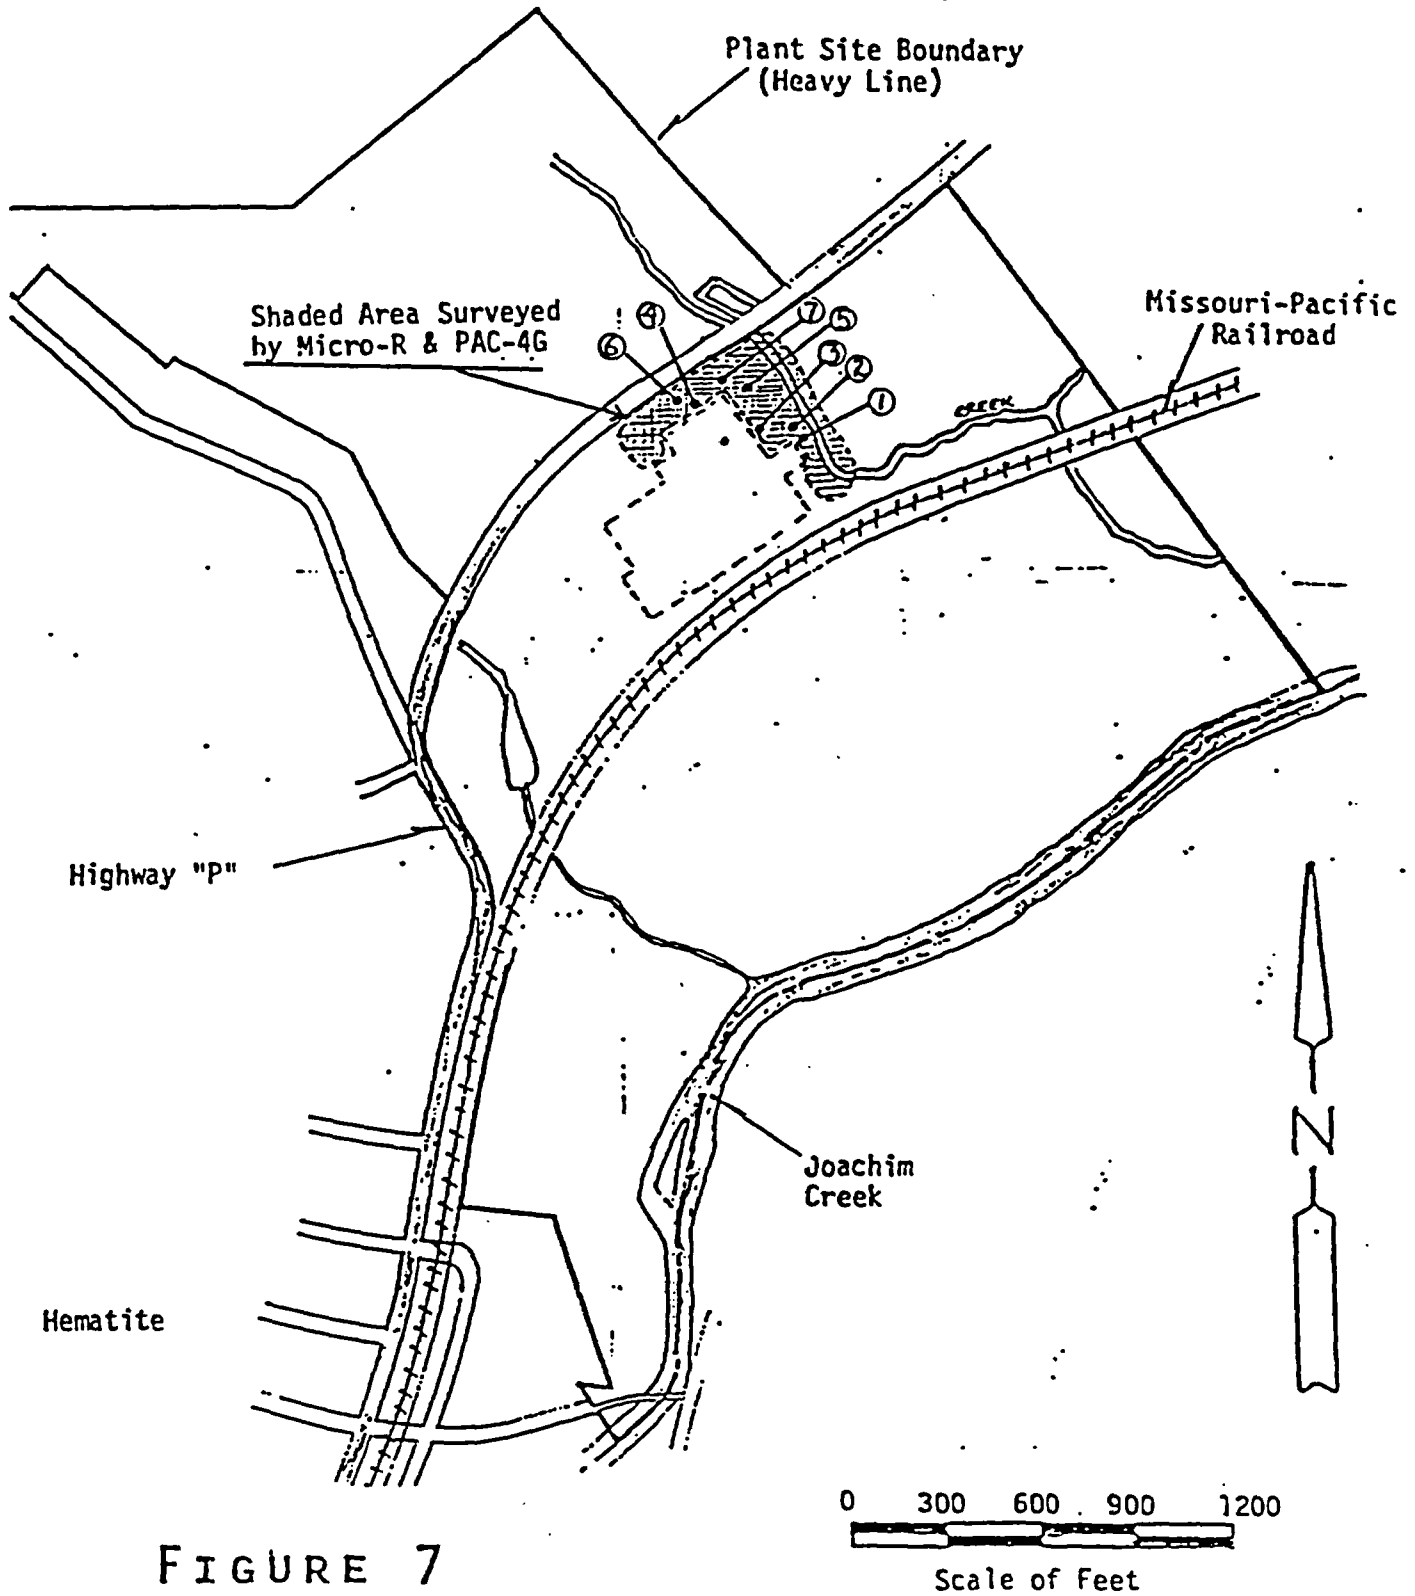 Plant Site Boundary
(Heavy Line)
Missouri-Pacific
Railroad
Shaded Area Surveyed
by Micro-R & PAC-4G
④
⑦
⑤
⑥
③
②
①
CREEK
Highway "P"
N
Joachim
Creek
Hematite
0 300 600 900 1200
Scale of Feet
FIGURE 7